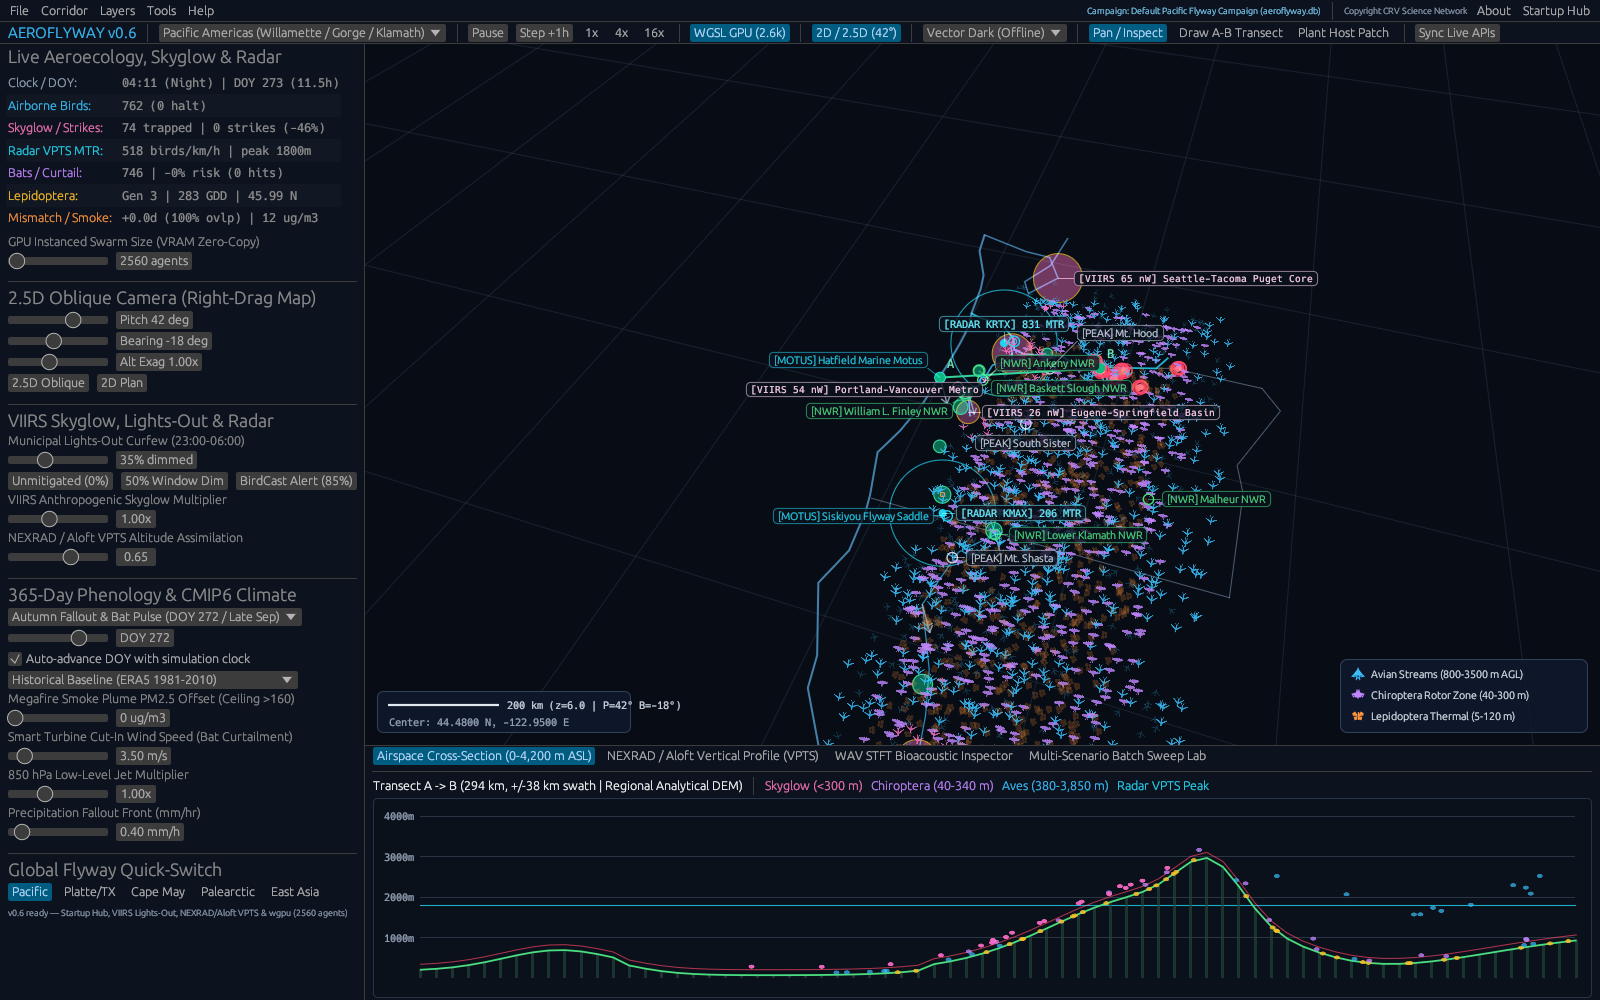 File Corridor Layers Tools Help
Campaign: Default Pacific Flyway Campaign (aeroflyway.db) Copyright CRV Science Network About Startup Hub
AEROFLYWAY v0.6 Pacific Americas (Willamette / Gorge / Klamath) Pause Step +1h 1x 4x 16x WGSL GPU (2.6k) 2D / 2.5D (42°) Vector Dark (Offline) Pan / Inspect Draw A-B Transect Plant Host Patch Sync Live APIs
Live Aeroecology, Skyglow & Radar
Clock / DOY: 04:11 (Night) | DOY 273 (11.5h)
Airborne Birds: 762 (0 halt)
Skyglow / Strikes: 74 trapped | 0 strikes (-46%)
Radar VPTS MTR: 518 birds/km/h | peak 1800m
Bats / Curtail: 746 | -0% risk (0 hits)
Lepidoptera: Gen 3 | 283 GDD | 45.99 N
Mismatch / Smoke: +0.0d (100% ovlp) | 12 ug/m3
GPU Instanced Swarm Size (VRAM Zero-Copy)
2560 agents
2.5D Oblique Camera (Right-Drag Map)
Pitch 42 deg
Bearing -18 deg
Alt Exag 1.00x
2.5D Oblique 2D Plan
VIIRS Skyglow, Lights-Out & Radar
Municipal Lights-Out Curfew (23:00-06:00)
35% dimmed
Unmitigated (0%) 50% Window Dim BirdCast Alert (85%)
VIIRS Anthropogenic Skyglow Multiplier
1.00x
NEXRAD / Aloft VPTS Altitude Assimilation
0.65
365-Day Phenology & CMIP6 Climate
Autumn Fallout & Bat Pulse (DOY 272 / Late Sep)
DOY 272
Auto-advance DOY with simulation clock
Historical Baseline (ERA5 1981-2010)
Megafire Smoke Plume PM2.5 Offset (Ceiling >160)
0 ug/m3
Smart Turbine Cut-In Wind Speed (Bat Curtailment)
3.50 m/s
850 hPa Low-Level Jet Multiplier
1.00x
Precipitation Fallout Front (mm/hr)
0.40 mm/h
Global Flyway Quick-Switch
Pacific Platte/TX Cape May Palearctic East Asia
v0.6 ready — Startup Hub, VIIRS Lights-Out, NEXRAD/Aloft VPTS & wgpu (2560 agents)
[VIIRS 65 nW] Seattle-Tacoma Puget Core
[RADAR KRTX] 831 MTR
[PEAK] Mt. Hood
[MOTUS] Hatfield Marine Motus
A
B
[NWR] Ankeny NWR
[VIIRS 54 nW] Portland-Vancouver Metro
[NWR] Baskett Slough NWR
[NWR] William L. Finley NWR
[VIIRS 26 nW] Eugene-Springfield Basin
[PEAK] South Sister
[NWR] Malheur NWR
[MOTUS] Siskiyou Flyway Saddle
[RADAR KMAX] 206 MTR
[NWR] Lower Klamath NWR
[PEAK] Mt. Shasta
200 km (z=6.0 | P=42° B=-18°)
Center: 44.4800 N, -122.9500 E
Avian Streams (800-3500 m AGL)
Chiroptera Rotor Zone (40-300 m)
Lepidoptera Thermal (5-120 m)
Airspace Cross-Section (0-4,200 m ASL) NEXRAD / Aloft Vertical Profile (VPTS) WAV STFT Bioacoustic Inspector Multi-Scenario Batch Sweep Lab
Transect A -> B (294 km, +/-38 km swath | Regional Analytical DEM) Skyglow (<300 m) Chiroptera (40-340 m) Aves (380-3,850 m) Radar VPTS Peak
4000m
3000m
2000m
1000m